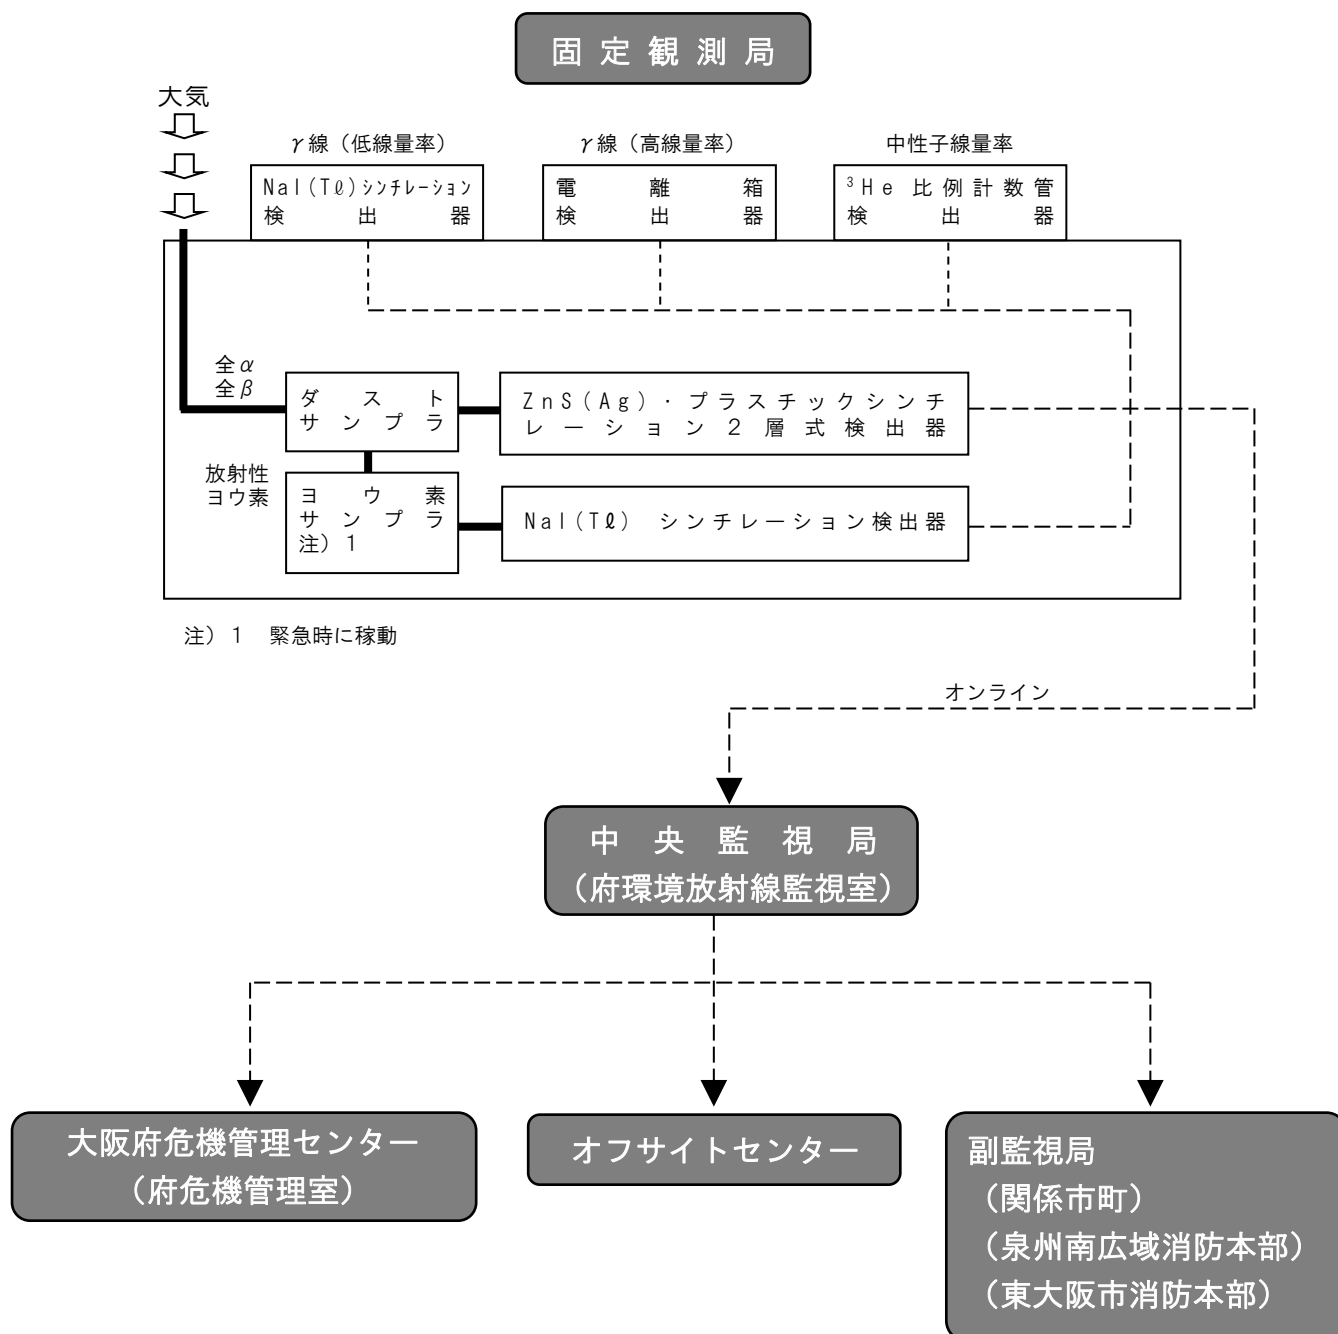 固定観測局
大気
γ線（低線量率）
γ線（高線量率）
中性子線量率
NaI(Tℓ)シンチレーション
検出器
電離箱
検出器
³He 比例計数管
検出器
全α
全β
ダスト
サンプラ
ZnS(Ag)・プラスチックシンチ
レーション２層式検出器
放射性
ヨウ素
ヨウ素
サンプラ
注）1
NaI(Tℓ) シンチレーション検出器
注）1　緊急時に稼動
オンライン
中央監視局
（府環境放射線監視室）
大阪府危機管理センター
（府危機管理室）
オフサイトセンター
副監視局
（関係市町）
（泉州南広域消防本部）
（東大阪市消防本部）